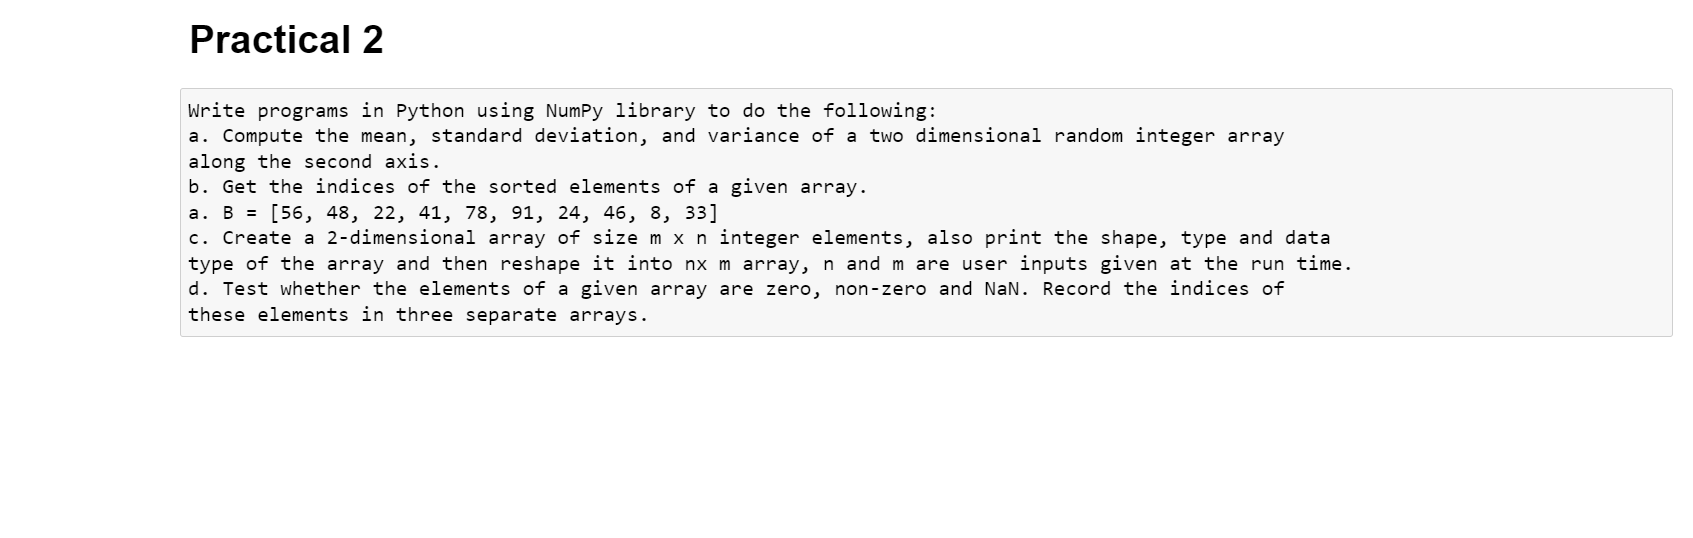 Practical 2
Write programs in Python using NumPy library to do the following:
a. Compute the mean, standard deviation, and variance of a two dimensional random integer array
along the second axis.
b. Get the indices of the sorted elements of a given array.
a. B = [56, 48, 22, 41, 78, 91, 24, 46, 8, 33]
c. Create a 2-dimensional array of size m x n integer elements, also print the shape, type and data
type of the array and then reshape it into nx m array, n and m are user inputs given at the run time.
d. Test whether the elements of a given array are zero, non-zero and NaN. Record the indices of
these elements in three separate arrays.